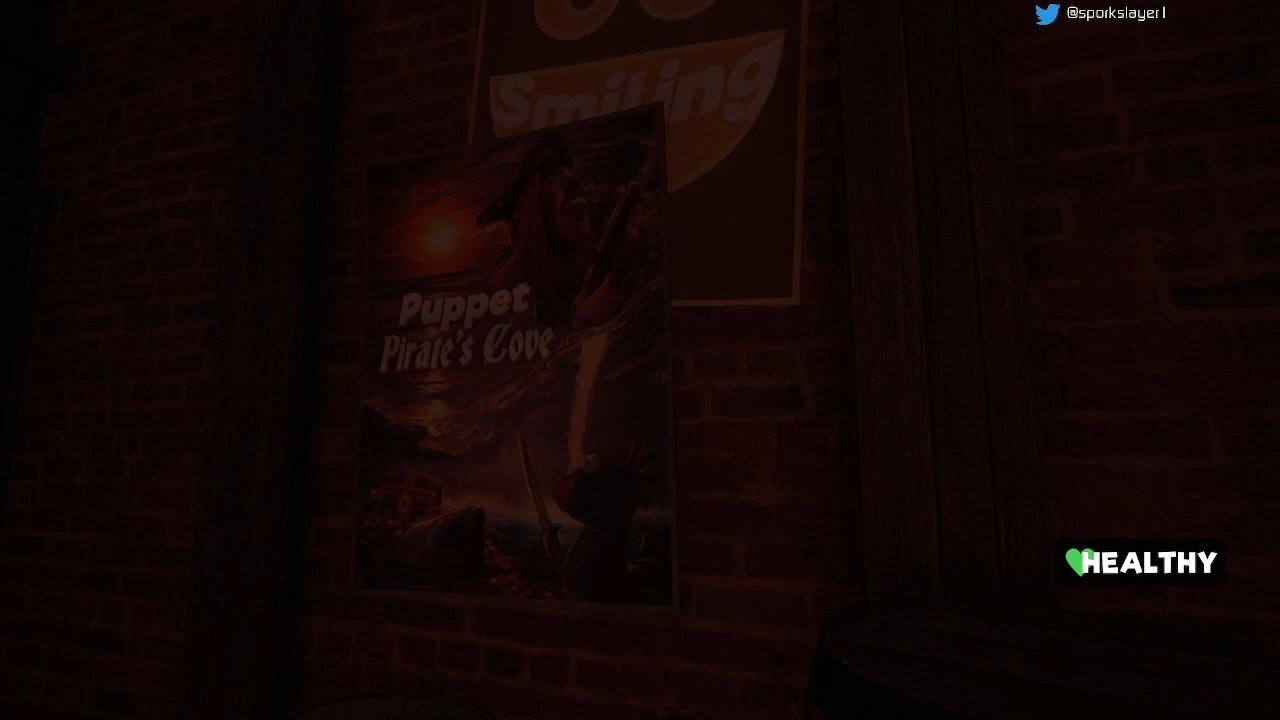 @sporkslayer1
Smiling
Puppet
Pirate's Cove
HEALTHY